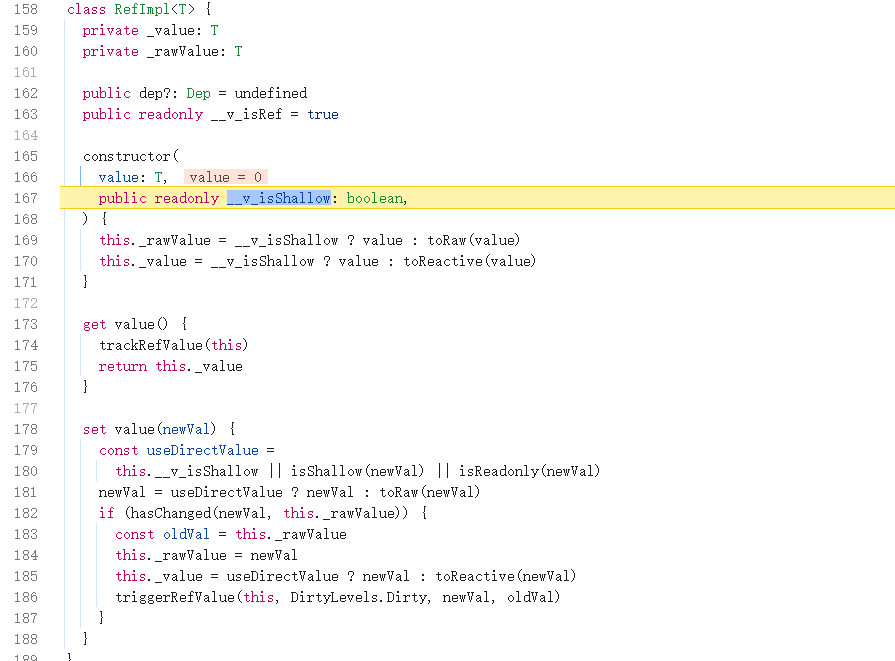 158 class RefImpl<T> {
159 private _value: T
160 private _rawValue: T
161
162 public dep?: Dep = undefined
163 public readonly __v_isRef = true
164
165 constructor(
166 value: T, value = 0
167 public readonly __v_isShallow: boolean,
168 ) {
169 this._rawValue = __v_isShallow ? value : toRaw(value)
170 this._value = __v_isShallow ? value : toReactive(value)
171 }
172
173 get value() {
174 trackRefValue(this)
175 return this._value
176 }
177
178 set value(newVal) {
179 const useDirectValue =
180 this.__v_isShallow || isShallow(newVal) || isReadonly(newVal)
181 newVal = useDirectValue ? newVal : toRaw(newVal)
182 if (hasChanged(newVal, this._rawValue)) {
183 const oldVal = this._rawValue
184 this._rawValue = newVal
185 this._value = useDirectValue ? newVal : toReactive(newVal)
186 triggerRefValue(this, DirtyLevels.Dirty, newVal, oldVal)
187 }
188 }
189 }